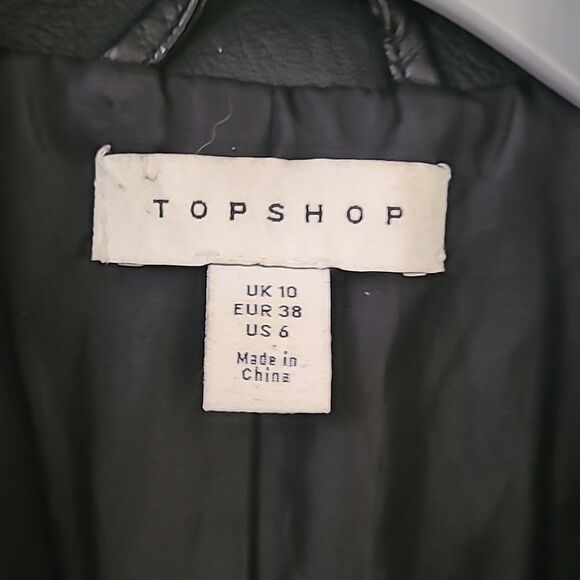 TOPSHOP
UK 10
EUR 38
US 6
Made in
China